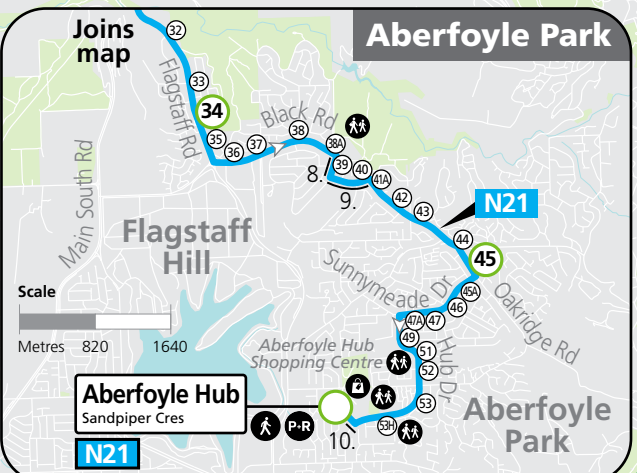 Aberfoyle Park
Joins
map
32
33
Flagstaff Rd
34
35
36
37
Black Rd
38
38A
39
40
41A
8.
9.
42
43
N21
Main South Rd
Flagstaff
Hill
44
45
45A
46
Sunnymeade Dr
Oakridge Rd
47A
47
49
51
52
53
53H
Hub Dr
Scale
Metres 820 1640
Aberfoyle Hub
Shopping Centre
Aberfoyle Hub
Sandpiper Cres
N21
P•R
10.
Aberfoyle
Park